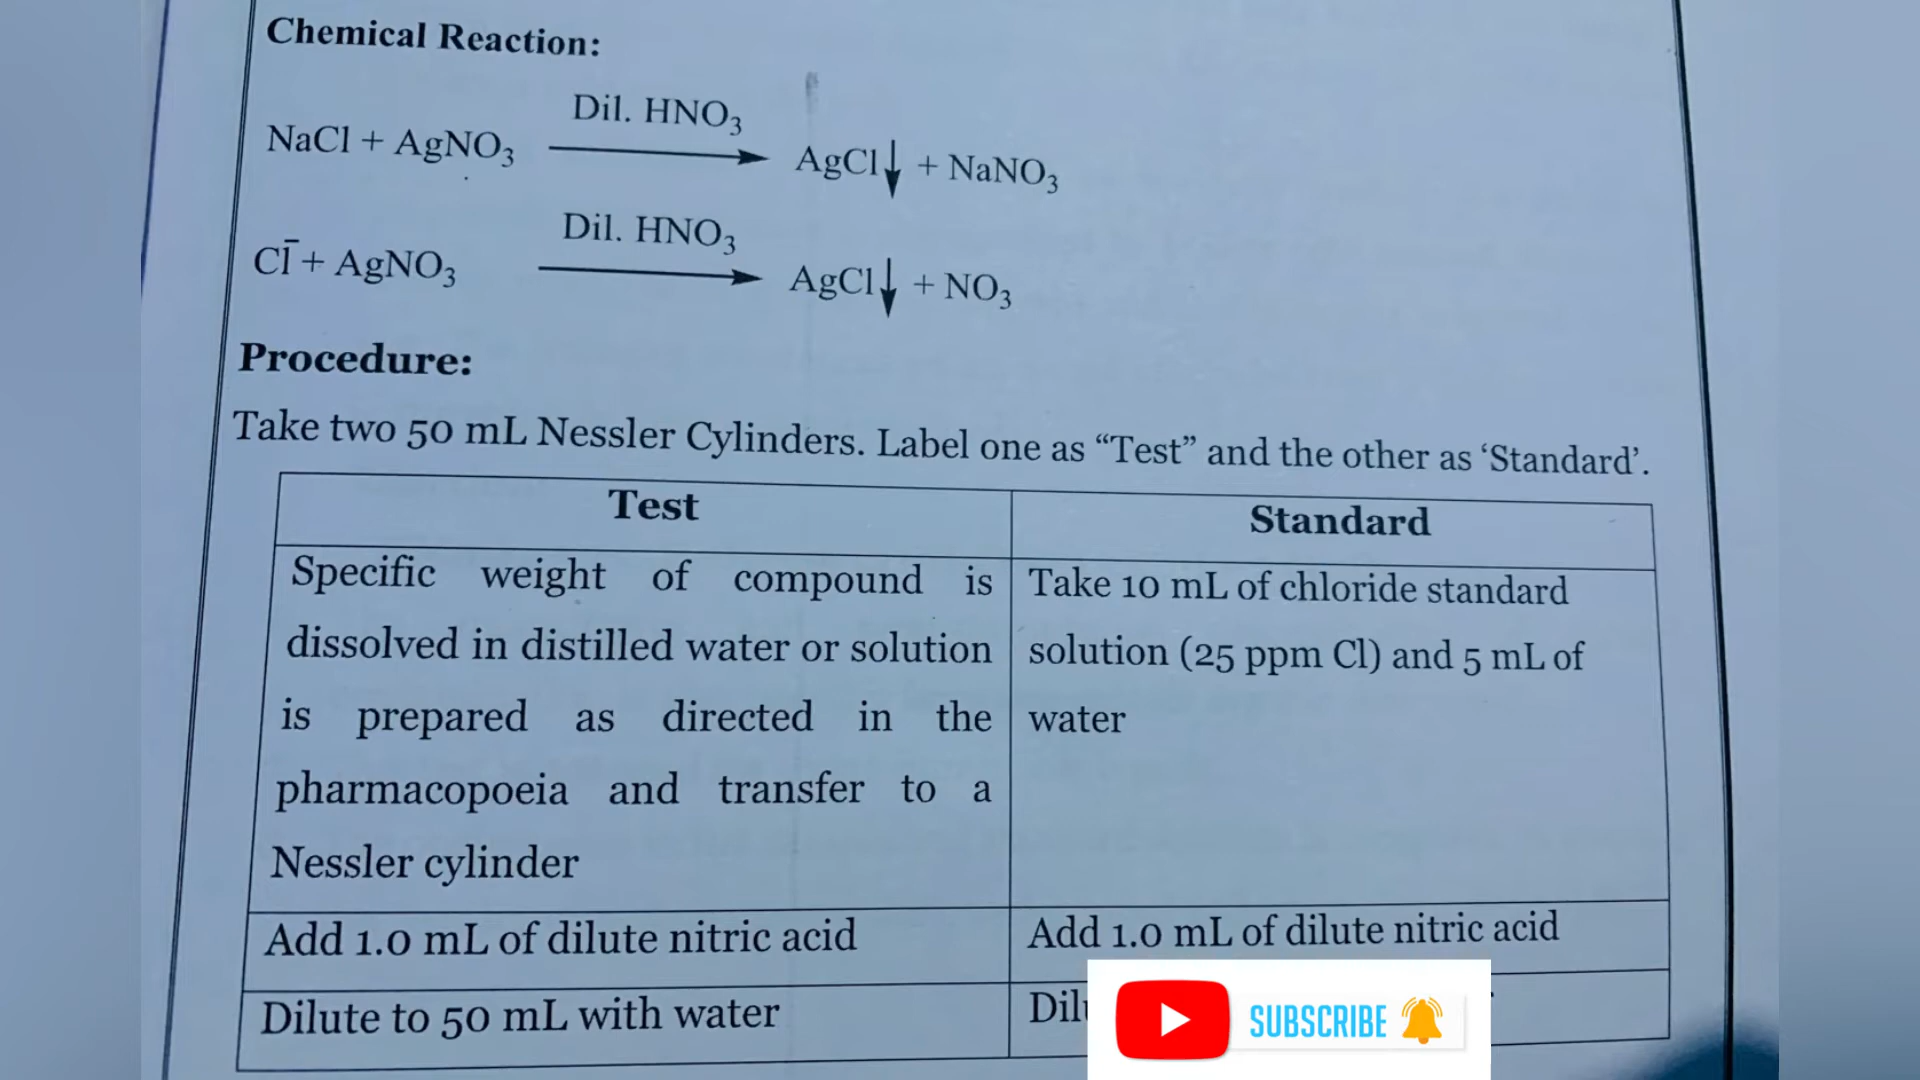 Chemical Reaction:
Dil. HNO₃
NaCl + AgNO₃ → AgCl↓ + NaNO₃
Dil. HNO₃
Cl⁻ + AgNO₃ → AgCl↓ + NO₃
Procedure:
Take two 50 mL Nessler Cylinders. Label one as “Test” and the other as ‘Standard’.
Test
Standard
Specific weight of compound is
dissolved in distilled water or solution
is prepared as directed in the
pharmacopoeia and transfer to a
Nessler cylinder
Take 10 mL of chloride standard
solution (25 ppm Cl) and 5 mL of
water
Add 1.0 mL of dilute nitric acid
Add 1.0 mL of dilute nitric acid
Dilute to 50 mL with water
SUBSCRIBE